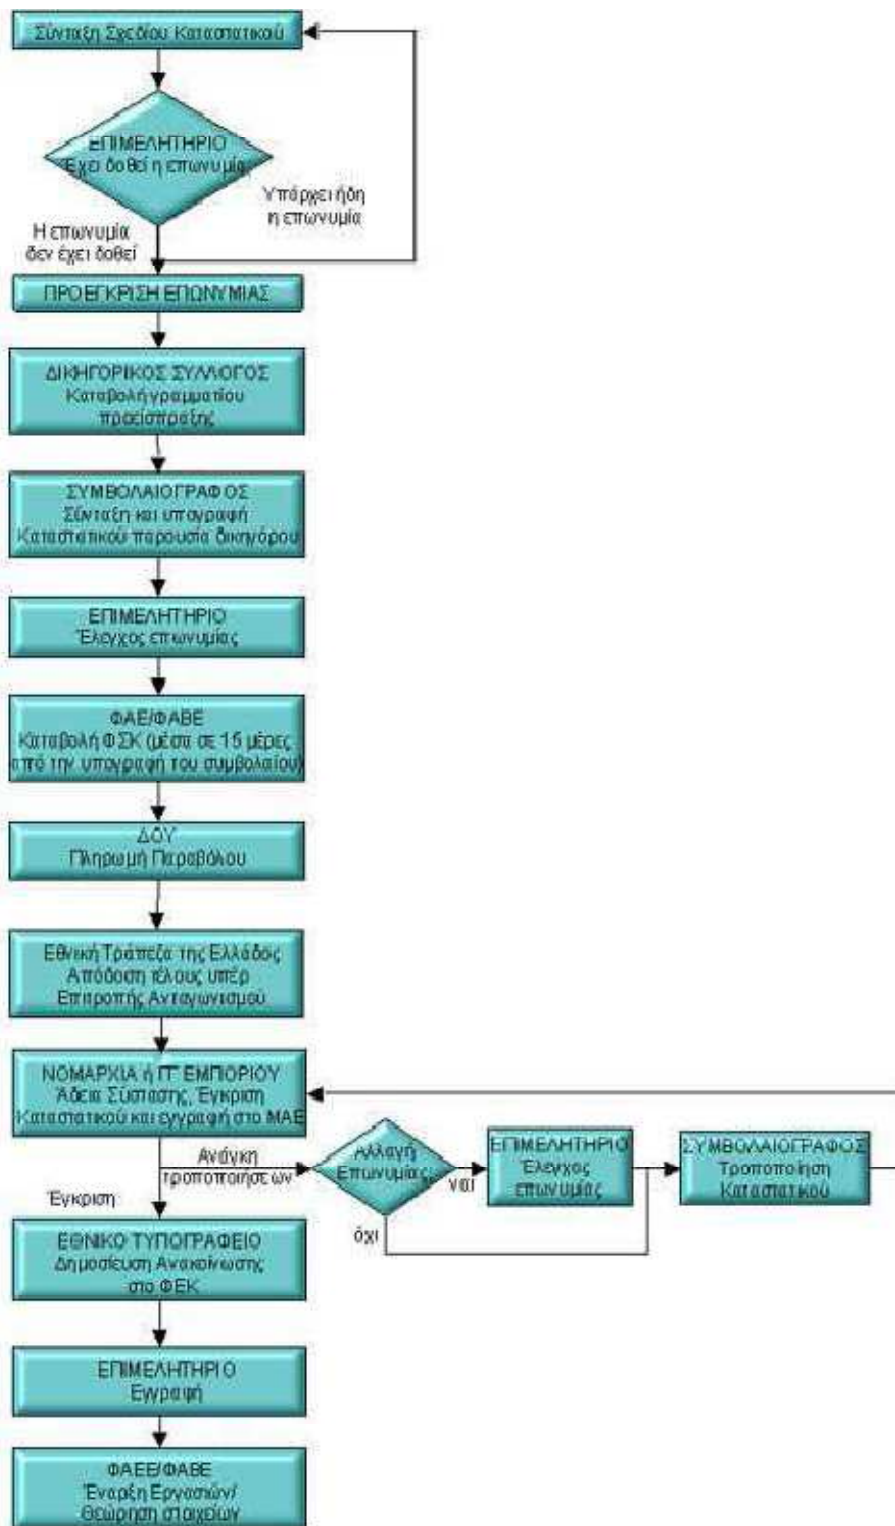 Σύνταξη Σχεδίου Καταστατικού
ΕΠΙΜΕΛΗΤΗΡΙΟ
Έχει δοθεί η επωνυμία;
Υπάρχει ήδη
η επωνυμία
Η επωνυμία
δεν έχει δοθεί
ΠΡΟΕΓΚΡΙΣΗ ΕΠΩΝΥΜΙΑΣ
ΔΙΚΗΓΟΡΙΚΟΣ ΣΥΛΛΟΓΟΣ
Καταβολή γραμματίου
προείσπραξης
ΣΥΜΒΟΛΑΙΟΓΡΑΦΟΣ
Σύνταξη και υπογραφή
Καταστατικού παρουσία δικηγόρου
ΕΠΙΜΕΛΗΤΗΡΙΟ
Έλεγχος επωνυμίας
ΦΑΕ/ΦΑΒΕ
Καταβολή ΦΣΚ (μέσα σε 15 μέρες
από την υπογραφή του συμβολαίου)
ΔΟΥ
Πληρωμή Παραβόλου
Εθνική Τράπεζα της Ελλάδος
Απόδοση τέλους υπέρ
Επιτροπής Ανταγωνισμού
ΝΟΜΑΡΧΙΑ ή ΓΓ ΕΜΠΟΡΙΟΥ
Άδεια Σύστασης, Έγκριση
Καταστατικού και εγγραφή στο ΜΑΕ
Ανάγκη
τροποποιήσεων
Αλλαγή
Επωνυμίας;
ναι
όχι
ΕΠΙΜΕΛΗΤΗΡΙΟ
Έλεγχος
επωνυμίας
ΣΥΜΒΟΛΑΙΟΓΡΑΦΟΣ
Τροποποίηση
Καταστατικού
Έγκριση
ΕΘΝΙΚΟ ΤΥΠΟΓΡΑΦΕΙΟ
Δημοσίευση Ανακοίνωσης
στο ΦΕΚ
ΕΠΙΜΕΛΗΤΗΡΙΟ
Εγγραφή
ΦΑΕΕ/ΦΑΒΕ
Έναρξη Εργασιών/
Θεώρηση στοιχείων